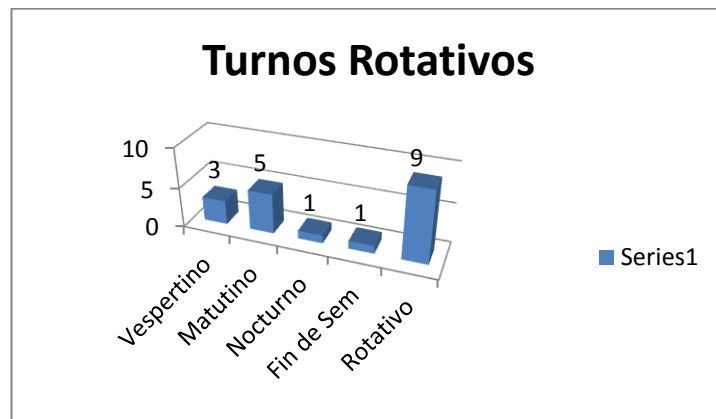 Turnos Rotativos
10
5
0
3
5
1
1
9
Vespertino
Matutino
Nocturno
Fin de Sem
Rotativo
Series1